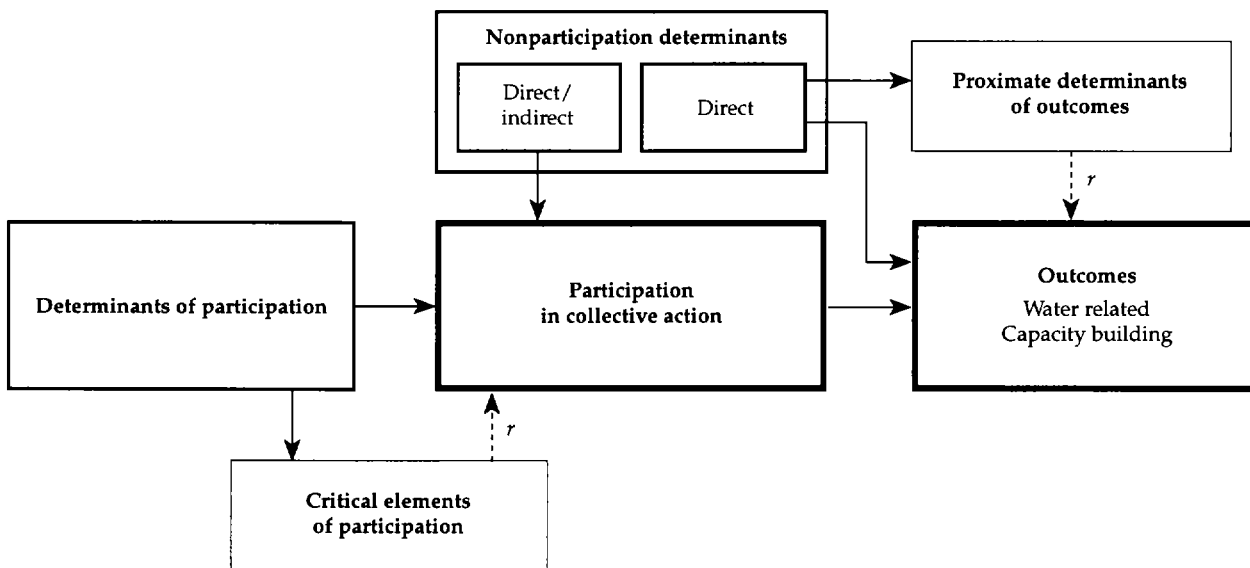 Nonparticipation determinants
Direct/
indirect
Direct
Proximate determinants
of outcomes
r
Determinants of participation
Participation
in collective action
Outcomes
Water related
Capacity building
r
Critical elements
of participation